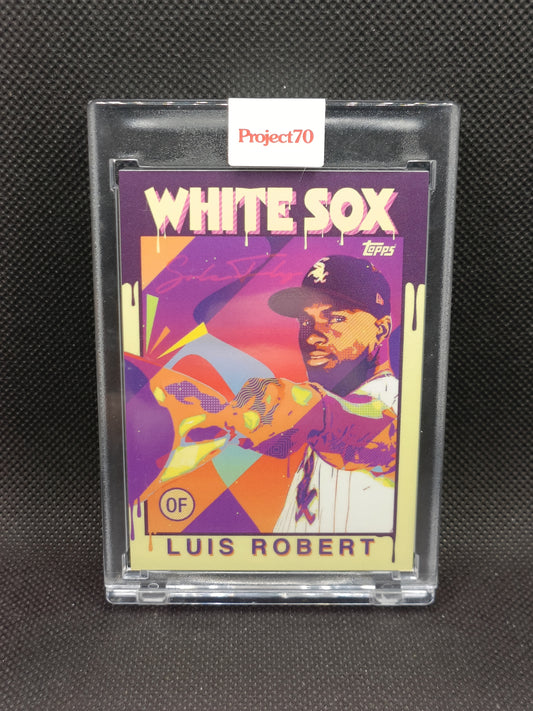 Project70
WHITE SOX
topps
OF
LUIS ROBERT